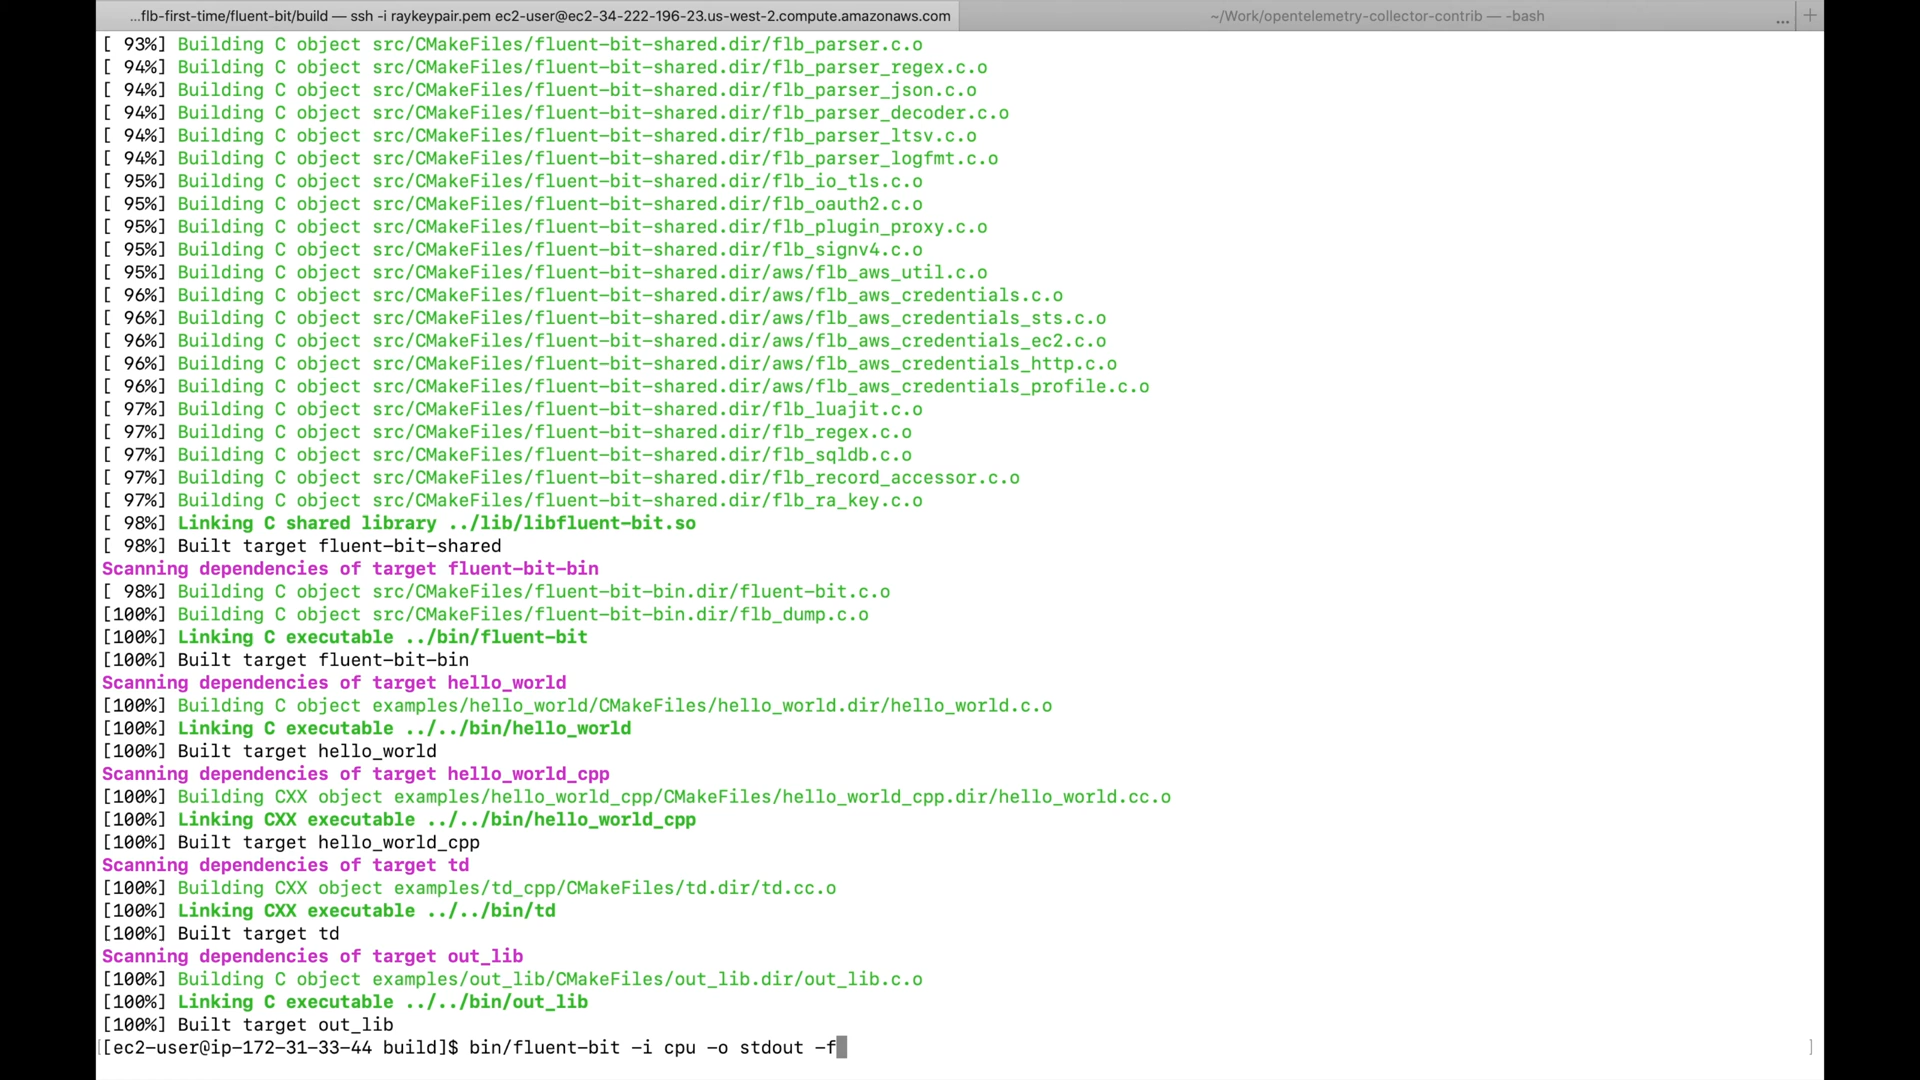 ...flb-first-time/fluent-bit/build — ssh -i raykeypair.pem ec2-user@ec2-34-222-196-23.us-west-2.compute.amazonaws.com
~/Work/opentelemetry-collector-contrib — -bash
... +
[ 93%] Building C object src/CMakeFiles/fluent-bit-shared.dir/flb_parser.c.o
[ 94%] Building C object src/CMakeFiles/fluent-bit-shared.dir/flb_parser_regex.c.o
[ 94%] Building C object src/CMakeFiles/fluent-bit-shared.dir/flb_parser_json.c.o
[ 94%] Building C object src/CMakeFiles/fluent-bit-shared.dir/flb_parser_decoder.c.o
[ 94%] Building C object src/CMakeFiles/fluent-bit-shared.dir/flb_parser_ltsv.c.o
[ 94%] Building C object src/CMakeFiles/fluent-bit-shared.dir/flb_parser_logfmt.c.o
[ 95%] Building C object src/CMakeFiles/fluent-bit-shared.dir/flb_io_tls.c.o
[ 95%] Building C object src/CMakeFiles/fluent-bit-shared.dir/flb_oauth2.c.o
[ 95%] Building C object src/CMakeFiles/fluent-bit-shared.dir/flb_plugin_proxy.c.o
[ 95%] Building C object src/CMakeFiles/fluent-bit-shared.dir/flb_signv4.c.o
[ 95%] Building C object src/CMakeFiles/fluent-bit-shared.dir/aws/flb_aws_util.c.o
[ 96%] Building C object src/CMakeFiles/fluent-bit-shared.dir/aws/flb_aws_credentials.c.o
[ 96%] Building C object src/CMakeFiles/fluent-bit-shared.dir/aws/flb_aws_credentials_sts.c.o
[ 96%] Building C object src/CMakeFiles/fluent-bit-shared.dir/aws/flb_aws_credentials_ec2.c.o
[ 96%] Building C object src/CMakeFiles/fluent-bit-shared.dir/aws/flb_aws_credentials_http.c.o
[ 96%] Building C object src/CMakeFiles/fluent-bit-shared.dir/aws/flb_aws_credentials_profile.c.o
[ 97%] Building C object src/CMakeFiles/fluent-bit-shared.dir/flb_luajit.c.o
[ 97%] Building C object src/CMakeFiles/fluent-bit-shared.dir/flb_regex.c.o
[ 97%] Building C object src/CMakeFiles/fluent-bit-shared.dir/flb_sqldb.c.o
[ 97%] Building C object src/CMakeFiles/fluent-bit-shared.dir/flb_record_accessor.c.o
[ 97%] Building C object src/CMakeFiles/fluent-bit-shared.dir/flb_ra_key.c.o
[ 98%] Linking C shared library ../lib/libfluent-bit.so
[ 98%] Built target fluent-bit-shared
Scanning dependencies of target fluent-bit-bin
[ 98%] Building C object src/CMakeFiles/fluent-bit-bin.dir/fluent-bit.c.o
[100%] Building C object src/CMakeFiles/fluent-bit-bin.dir/flb_dump.c.o
[100%] Linking C executable ../bin/fluent-bit
[100%] Built target fluent-bit-bin
Scanning dependencies of target hello_world
[100%] Building C object examples/hello_world/CMakeFiles/hello_world.dir/hello_world.c.o
[100%] Linking C executable ../../bin/hello_world
[100%] Built target hello_world
Scanning dependencies of target hello_world_cpp
[100%] Building CXX object examples/hello_world_cpp/CMakeFiles/hello_world_cpp.dir/hello_world.cc.o
[100%] Linking CXX executable ../../bin/hello_world_cpp
[100%] Built target hello_world_cpp
Scanning dependencies of target td
[100%] Building CXX object examples/td_cpp/CMakeFiles/td.dir/td.cc.o
[100%] Linking CXX executable ../../bin/td
[100%] Built target td
Scanning dependencies of target out_lib
[100%] Building C object examples/out_lib/CMakeFiles/out_lib.dir/out_lib.c.o
[100%] Linking C executable ../../bin/out_lib
[100%] Built target out_lib
[[ec2-user@ip-172-31-33-44 build]$ bin/fluent-bit -i cpu -o stdout -f ]